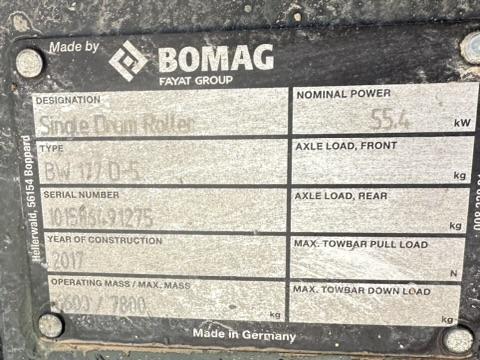 Made by
BOMAG
FAYAT GROUP
DESIGNATION
Single Drum Roller
NOMINAL POWER
55.4 kW
TYPE
BW 177 D-5
AXLE LOAD, FRONT
kg
SERIAL NUMBER
AXLE LOAD, REAR
kg
YEAR OF CONSTRUCTION
2017
MAX. TOWBAR PULL LOAD
N
OPERATING MASS / MAX. MASS
/ 7800 kg
MAX. TOWBAR DOWN LOAD
kg
Made in Germany
Hellerwald, 56154 Boppard